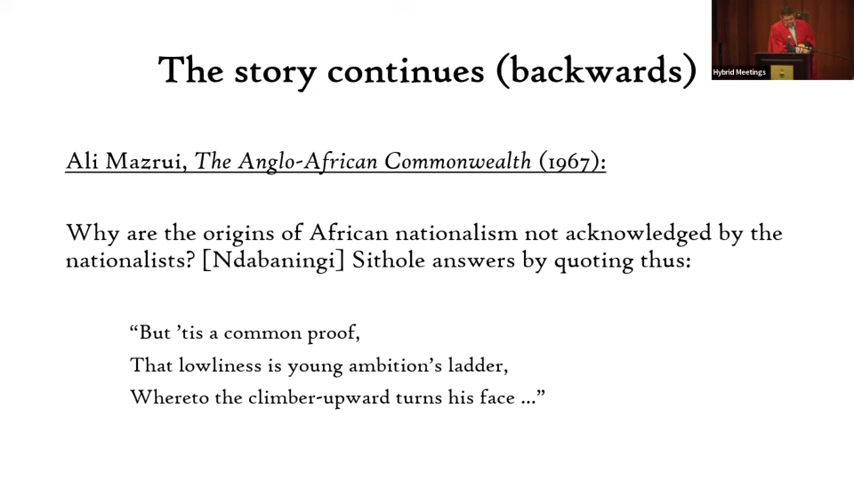 The story continues (backwards)
Hybrid Meetings
Ali Mazrui, The Anglo-African Commonwealth (1967):
Why are the origins of African nationalism not acknowledged by the
nationalists? [Ndabaningi] Sithole answers by quoting thus:
“But ’tis a common proof,
That lowliness is young ambition’s ladder,
Whereto the climber-upward turns his face ...”